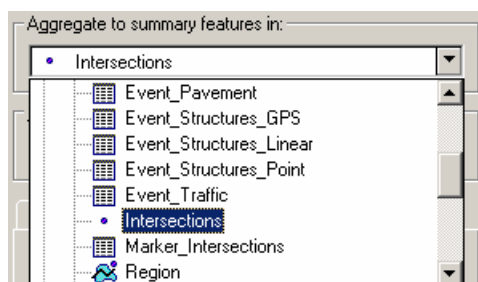 Aggregate to summary features in:
Intersections
Event_Pavement
Event_Structures_GPS
Event_Structures_Linear
Event_Structures_Point
Event_Traffic
Intersections
Marker_Intersections
Region